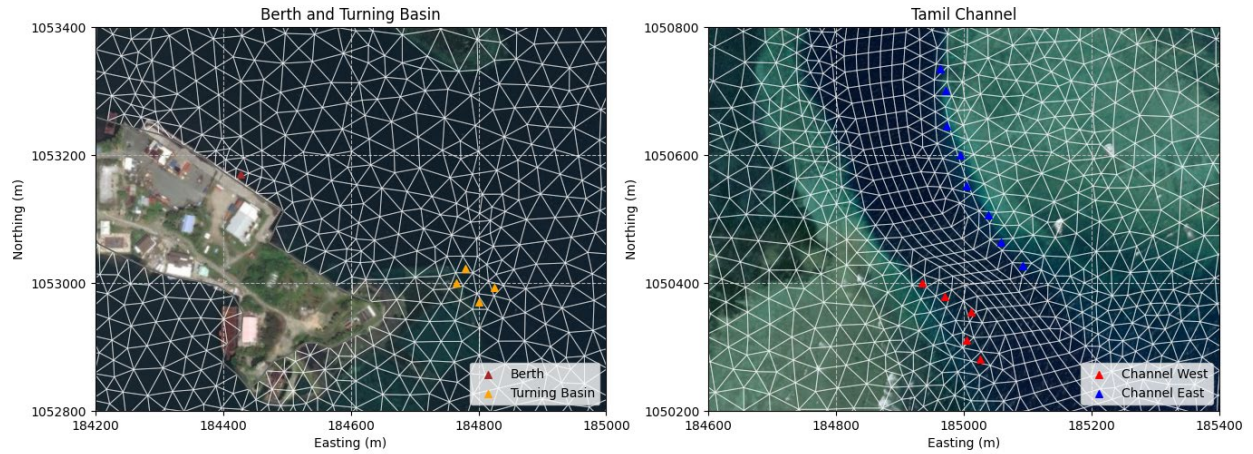 Berth and Turning Basin
1053400
1053200
1053000
1052800
Northing (m)
184200 184400 184600 184800 185000
Easting (m)
Berth
Turning Basin
Tamil Channel
1050800
1050600
1050400
1050200
Northing (m)
184600 184800 185000 185200 185400
Easting (m)
Channel West
Channel East